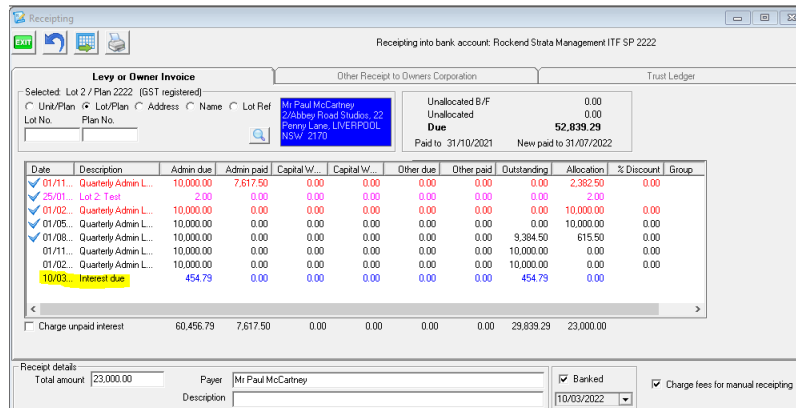 Receipting
EXIT
Receipting into bank account: Rockend Strata Management ITF SP 2222
Levy or Owner Invoice
Other Receipt to Owners Corporation
Trust Ledger
Selected: Lot 2 / Plan 2222 (GST registered)
Unit/Plan Lot/Plan Address Name Lot Ref
Lot No. Plan No.
Mr Paul McCartney
2/Abbey Road Studios, 22
Penny Lane, LIVERPOOL
NSW 2170
Unallocated B/F 0.00
Unallocated 0.00
Due 52,839.29
Paid to 31/10/2021 New paid to 31/07/2022
Date Description Admin due Admin paid Capital W... Capital W... Other due Other paid Outstanding Allocation % Discount Group
01/11... Quarterly Admin L... 10,000.00 7,617.50 0.00 0.00 0.00 0.00 0.00 2,382.50 0.00
25/01... Lot 2: Test 2.00 0.00 0.00 0.00 0.00 0.00 0.00 2.00
01/02... Quarterly Admin L... 10,000.00 0.00 0.00 0.00 0.00 0.00 0.00 10,000.00 0.00
01/05... Quarterly Admin L... 10,000.00 0.00 0.00 0.00 0.00 0.00 0.00 10,000.00 0.00
01/08... Quarterly Admin L... 10,000.00 0.00 0.00 0.00 0.00 0.00 9,384.50 615.50 0.00
01/11... Quarterly Admin L... 10,000.00 0.00 0.00 0.00 0.00 0.00 10,000.00 0.00 0.00
01/02... Quarterly Admin L... 10,000.00 0.00 0.00 0.00 0.00 0.00 10,000.00 0.00 0.00
10/03... Interest due 454.79 0.00 0.00 0.00 0.00 0.00 454.79 0.00
Charge unpaid interest 60,456.79 7,617.50 0.00 0.00 0.00 0.00 29,839.29 23,000.00
Receipt details
Total amount 23,000.00 Payer Mr Paul McCartney
Banked
Charge fees for manual receipting
Description
10/03/2022